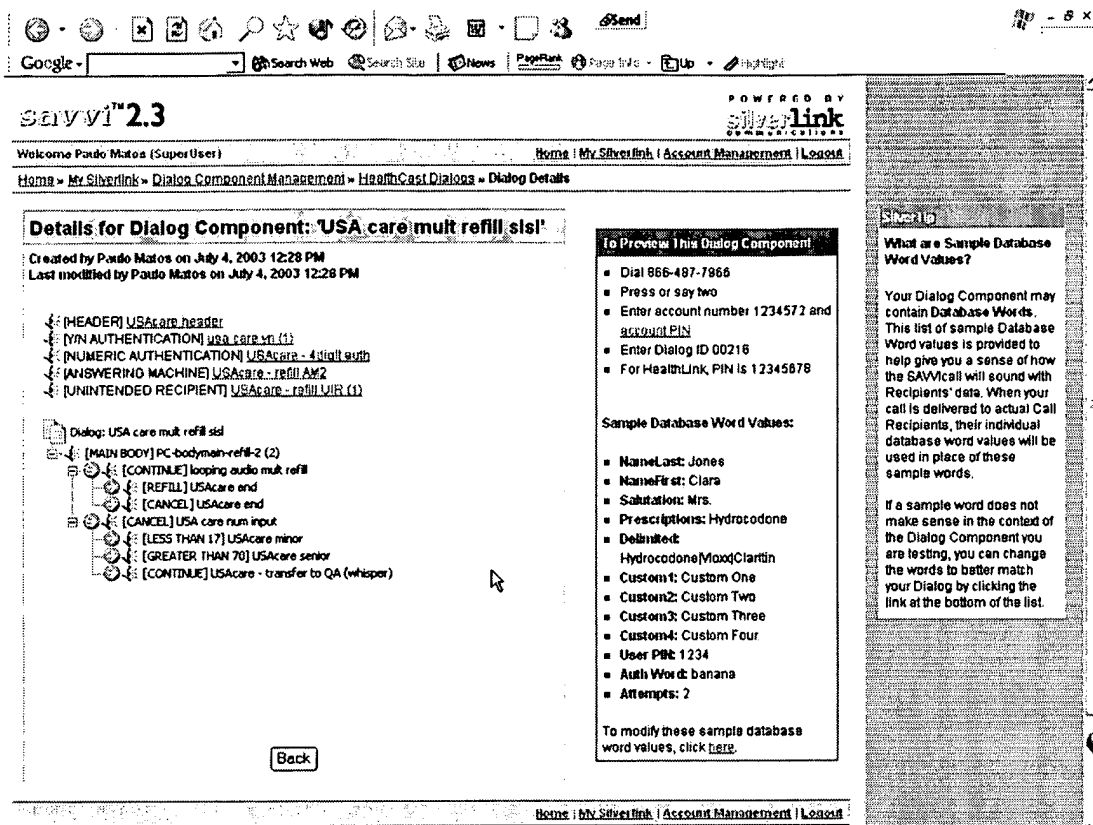 Send
Google
Search Web
Search Site
News
PageRank
Page Info
Up
Highlight
savvi™2.3
POWERED BY
silverlink
communications
Welcome Paulo Matos (SuperUser)
Home | My Silverlink | Account Management | Logout
Home » My Silverlink » Dialog Component Management » HealthCast Dialogs » Dialog Details
Details for Dialog Component: 'USA care mult refill slsl'
Created by Paulo Matos on July 4, 2003 12:28 PM
Last modified by Paulo Matos on July 4, 2003 12:28 PM
[HEADER] USAcare header
[Y/N AUTHENTICATION] usa care yn (1)
[NUMERIC AUTHENTICATION] USAcare - 4digit auth
[ANSWERING MACHINE] USAcare - refill AM2
[UNINTENDED RECIPIENT] USAcare - refill UIR (1)
Dialog: USA care mult refill slsl
[MAIN BODY] PC-bodymain-refill-2 (2)
[CONTINUE] looping audio mult refill
[REFILL] USAcare end
[CANCEL] USAcare end
[CANCEL] USA care num input
[LESS THAN 17] USAcare minor
[GREATER THAN 70] USAcare senior
[CONTINUE] USAcare - transfer to QA (whisper)
Back
To Preview This Dialog Component
Dial 866-487-7966
Press or say two
Enter account number 1234572 and
account PIN
Enter Dialog ID 00216
For HealthLink, PIN is 12345678
Sample Database Word Values:
NameLast: Jones
NameFirst: Clara
Salutation: Mrs.
Prescriptions: Hydrocodone
Delimited:
Hydrocodone|Moxd|Claritin
Custom1: Custom One
Custom2: Custom Two
Custom3: Custom Three
Custom4: Custom Four
User PIN: 1234
Auth Word: banana
Attempts: 2
To modify these sample database
word values, click here.
SilverTip
What are Sample Database
Word Values?
Your Dialog Component may
contain Database Words.
This list of sample Database
Word values is provided to
help give you a sense of how
the SAVVIcall will sound with
Recipients' data. When your
call is delivered to actual Call
Recipients, their individual
database word values will be
used in place of these
sample words.
If a sample word does not
make sense in the context of
the Dialog Component you
are testing, you can change
the words to better match
your Dialog by clicking the
link at the bottom of the list.
Home | My Silverlink | Account Management | Logout